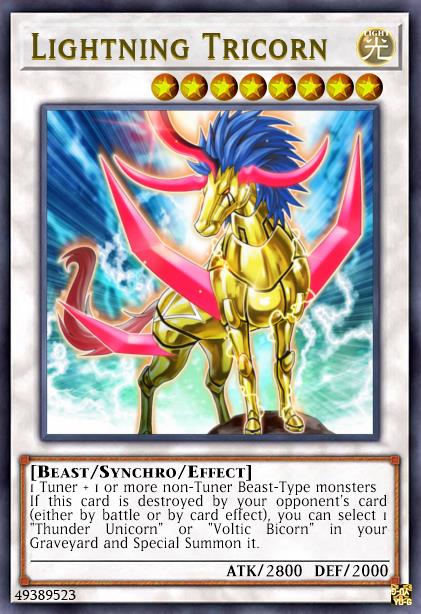 Lightning Tricorn
LIGHT
光
[Beast/Synchro/Effect]
1 Tuner + 1 or more non-Tuner Beast-Type monsters
If this card is destroyed by your opponent's card
(either by battle or by card effect), you can select 1
"Thunder Unicorn" or "Voltic Bicorn" in your
Graveyard and Special Summon it.
ATK/2800 DEF/2000
49389523